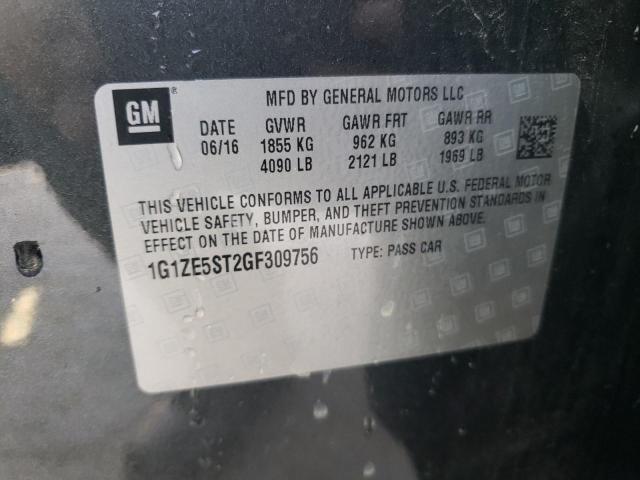 GM
®
MFD BY GENERAL MOTORS LLC
DATE GVWR GAWR FRT GAWR RR
06/16 1855 KG 962 KG 893 KG
4090 LB 2121 LB 1969 LB
THIS VEHICLE CONFORMS TO ALL APPLICABLE U.S. FEDERAL MOTOR
VEHICLE SAFETY, BUMPER, AND THEFT PREVENTION STANDARDS IN
EFFECT ON THE DATE OF MANUFACTURE SHOWN ABOVE.
1G1ZE5ST2GF309756 TYPE: PASS CAR